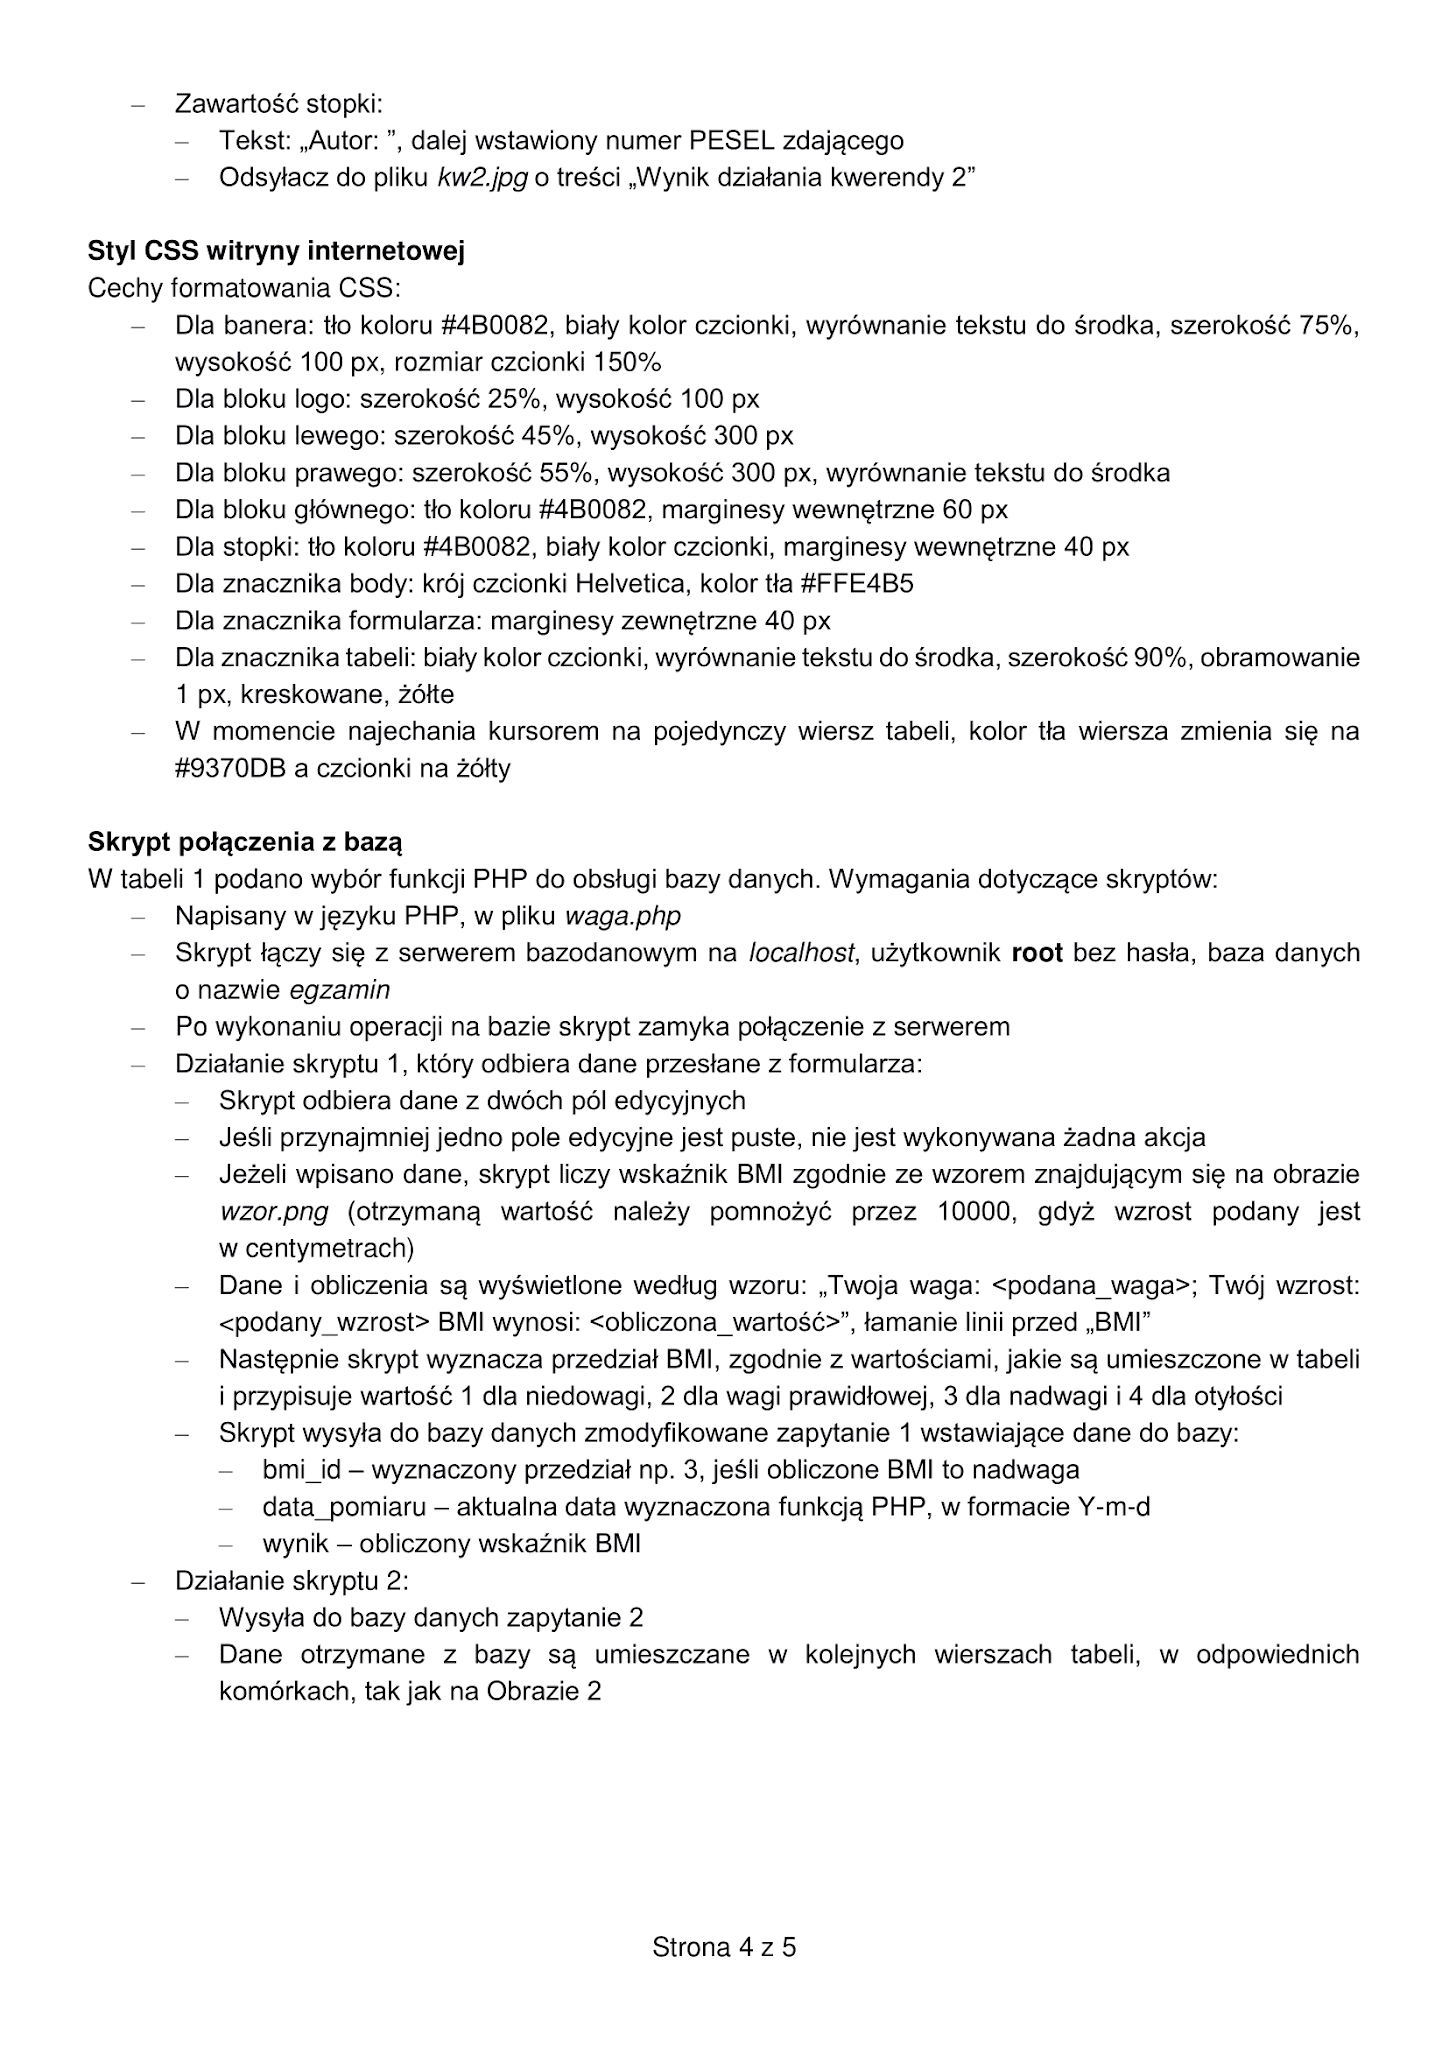 – Zawartość stopki:
– Tekst: „Autor: ”, dalej wstawiony numer PESEL zdającego
– Odsyłacz do pliku kw2.jpg o treści „Wynik działania kwerendy 2”
Styl CSS witryny internetowej
Cechy formatowania CSS:
– Dla banera: tło koloru #4B0082, biały kolor czcionki, wyrównanie tekstu do środka, szerokość 75%,
wysokość 100 px, rozmiar czcionki 150%
– Dla bloku logo: szerokość 25%, wysokość 100 px
– Dla bloku lewego: szerokość 45%, wysokość 300 px
– Dla bloku prawego: szerokość 55%, wysokość 300 px, wyrównanie tekstu do środka
– Dla bloku głównego: tło koloru #4B0082, marginesy wewnętrzne 60 px
– Dla stopki: tło koloru #4B0082, biały kolor czcionki, marginesy wewnętrzne 40 px
– Dla znacznika body: krój czcionki Helvetica, kolor tła #FFE4B5
– Dla znacznika formularza: marginesy zewnętrzne 40 px
– Dla znacznika tabeli: biały kolor czcionki, wyrównanie tekstu do środka, szerokość 90%, obramowanie
1 px, kreskowane, żółte
– W momencie najechania kursorem na pojedynczy wiersz tabeli, kolor tła wiersza zmienia się na
#9370DB a czcionki na żółty
Skrypt połączenia z bazą
W tabeli 1 podano wybór funkcji PHP do obsługi bazy danych. Wymagania dotyczące skryptów:
– Napisany w języku PHP, w pliku waga.php
– Skrypt łączy się z serwerem bazodanowym na localhost, użytkownik root bez hasła, baza danych
o nazwie egzamin
– Po wykonaniu operacji na bazie skrypt zamyka połączenie z serwerem
– Działanie skryptu 1, który odbiera dane przesłane z formularza:
– Skrypt odbiera dane z dwóch pól edycyjnych
– Jeśli przynajmniej jedno pole edycyjne jest puste, nie jest wykonywana żadna akcja
– Jeżeli wpisano dane, skrypt liczy wskaźnik BMI zgodnie ze wzorem znajdującym się na obrazie
wzor.png (otrzymaną wartość należy pomnożyć przez 10000, gdyż wzrost podany jest
w centymetrach)
– Dane i obliczenia są wyświetlone według wzoru: „Twoja waga: <podana_waga>; Twój wzrost:
<podany_wzrost> BMI wynosi: <obliczona_wartość>”, łamanie linii przed „BMI”
– Następnie skrypt wyznacza przedział BMI, zgodnie z wartościami, jakie są umieszczone w tabeli
i przypisuje wartość 1 dla niedowagi, 2 dla wagi prawidłowej, 3 dla nadwagi i 4 dla otyłości
– Skrypt wysyła do bazy danych zmodyfikowane zapytanie 1 wstawiające dane do bazy:
– bmi_id – wyznaczony przedział np. 3, jeśli obliczone BMI to nadwaga
– data_pomiaru – aktualna data wyznaczona funkcją PHP, w formacie Y-m-d
– wynik – obliczony wskaźnik BMI
– Działanie skryptu 2:
– Wysyła do bazy danych zapytanie 2
– Dane otrzymane z bazy są umieszczane w kolejnych wierszach tabeli, w odpowiednich
komórkach, tak jak na Obrazie 2
Strona 4 z 5